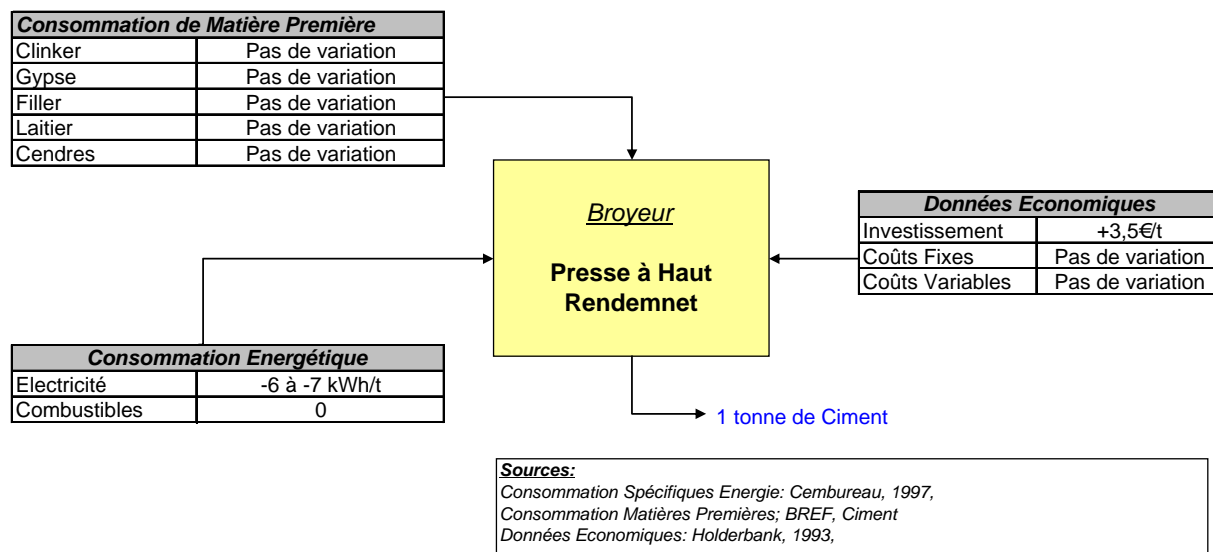 Consommation de Matière Première
Clinker Pas de variation
Gypse Pas de variation
Filler Pas de variation
Laitier Pas de variation
Cendres Pas de variation
Broyeur
Presse à Haut
Rendemnet
Données Economiques
Investissement +3,5€/t
Coûts Fixes Pas de variation
Coûts Variables Pas de variation
Consommation Energétique
Electricité -6 à -7 kWh/t
Combustibles 0
1 tonne de Ciment
Sources:
Consommation Spécifiques Energie: Cembureau, 1997,
Consommation Matières Premières; BREF, Ciment
Données Economiques: Holderbank, 1993,